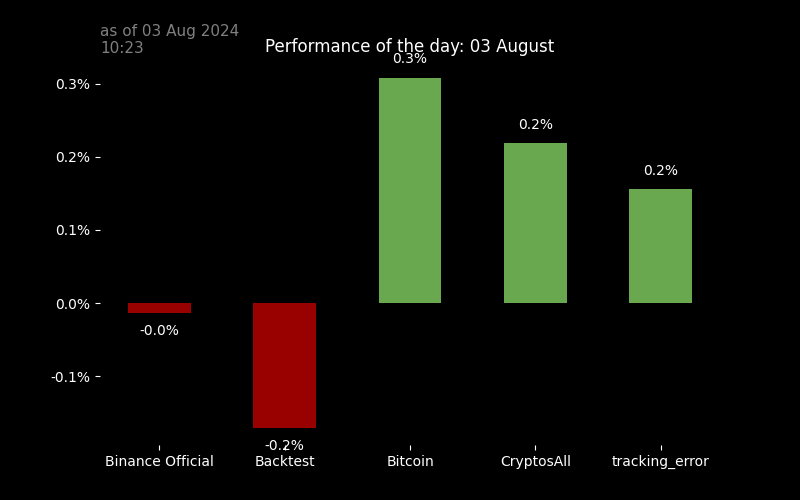 as of 03 Aug 2024
10:23
Performance of the day: 03 August
0.3%
0.3%
0.2%
0.2%
0.2%
0.1%
0.0%
-0.0%
-0.1%
-0.2%
Binance Official
Backtest
Bitcoin
CryptosAll
tracking_error